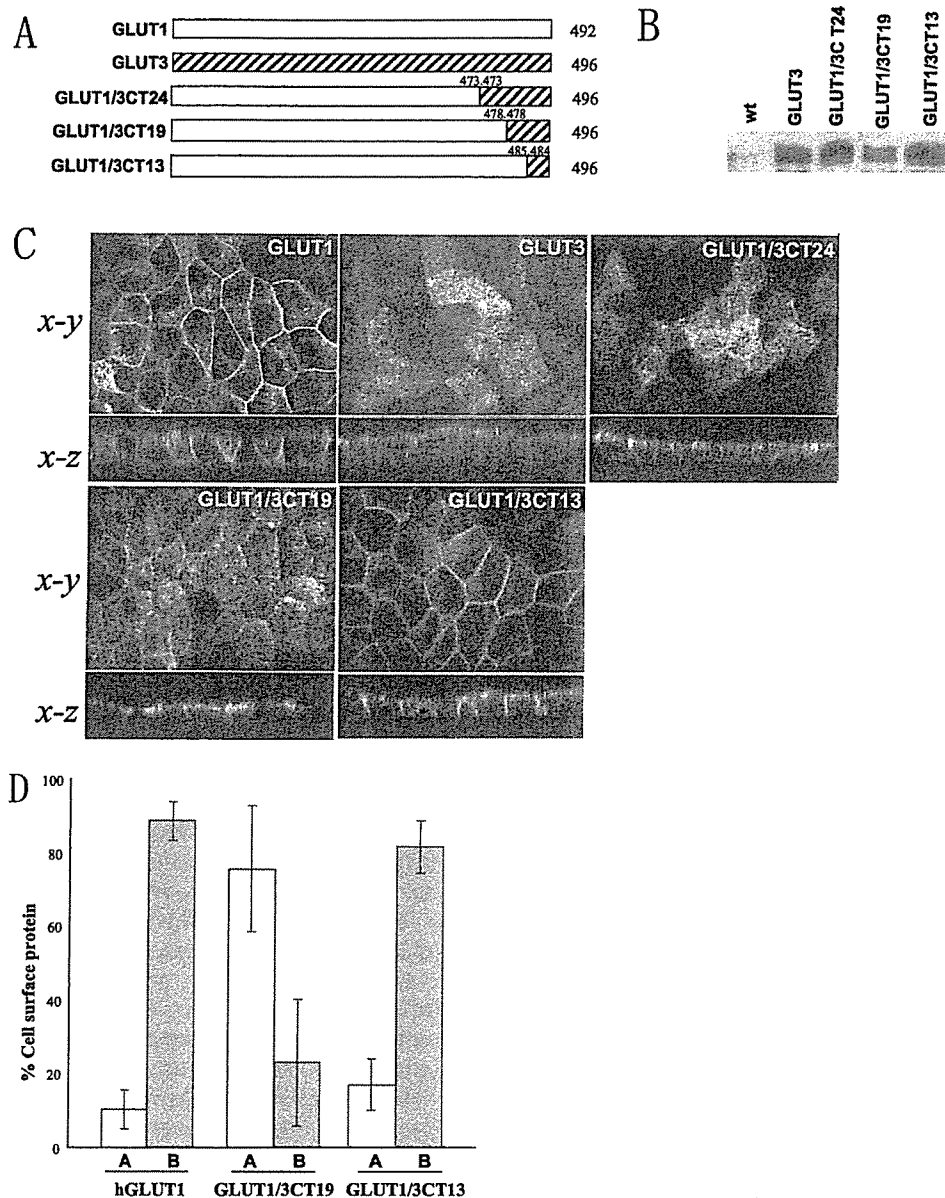 A
GLUT1 492
GLUT3 496
473,473
GLUT1/3CT24 496
478,478
GLUT1/3CT19 496
485,484
GLUT1/3CT13 496
B
wt
GLUT3
GLUT1/3C T24
GLUT1/3CT19
GLUT1/3CT13
C
GLUT1
GLUT3
GLUT1/3CT24
x-y
x-z
GLUT1/3CT19
GLUT1/3CT13
x-y
x-z
D
% Cell surface protein
100
80
60
40
20
0
A B A B A B
hGLUT1 GLUT1/3CT19 GLUT1/3CT13